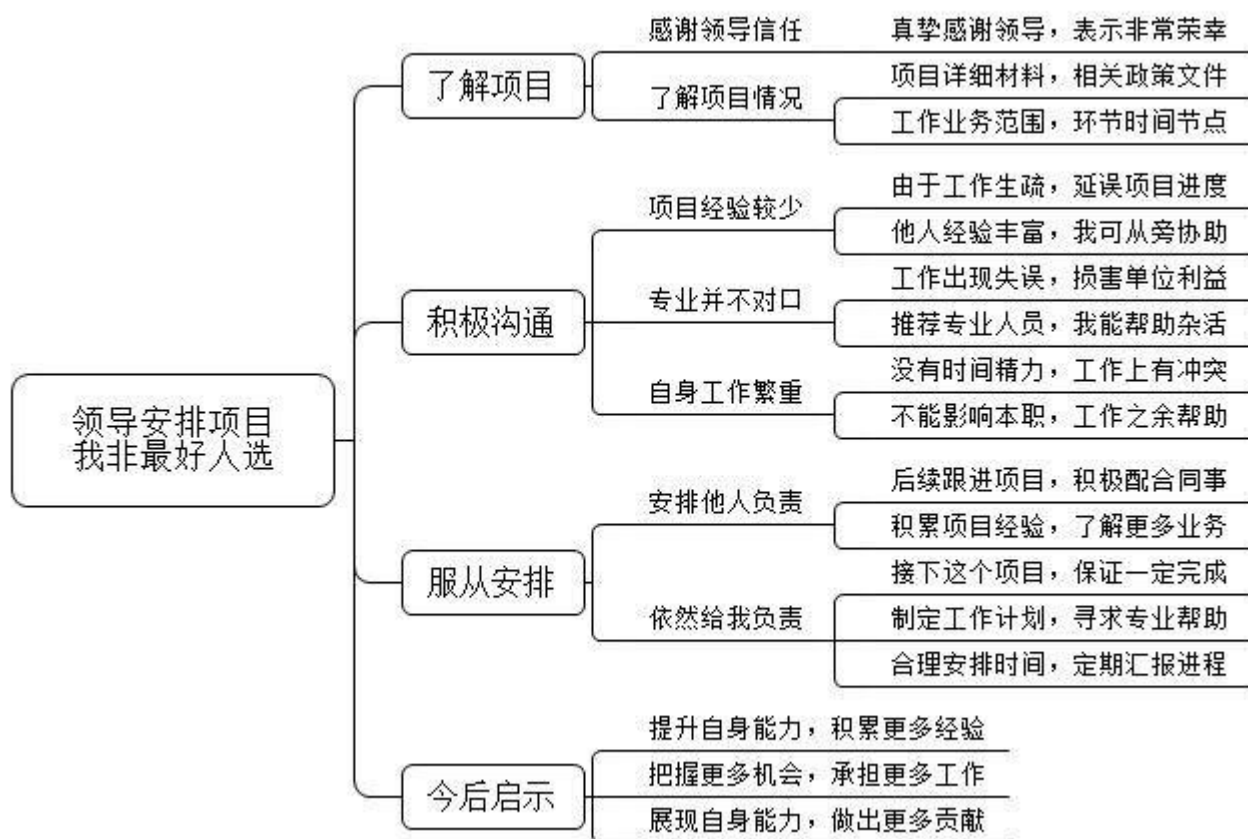 领导安排项目
我非最好人选
了解项目
感谢领导信任
真挚感谢领导，表示非常荣幸
了解项目情况
项目详细材料，相关政策文件
工作业务范围，环节时间节点
积极沟通
项目经验较少
由于工作生疏，延误项目进度
他人经验丰富，我可从旁协助
专业并不对口
工作出现失误，损害单位利益
推荐专业人员，我能帮助杂活
自身工作繁重
没有时间精力，工作上有冲突
不能影响本职，工作之余帮助
服从安排
安排他人负责
后续跟进项目，积极配合同事
积累项目经验，了解更多业务
依然给我负责
接下这个项目，保证一定完成
制定工作计划，寻求专业帮助
合理安排时间，定期汇报进程
今后启示
提升自身能力，积累更多经验
把握更多机会，承担更多工作
展现自身能力，做出更多贡献